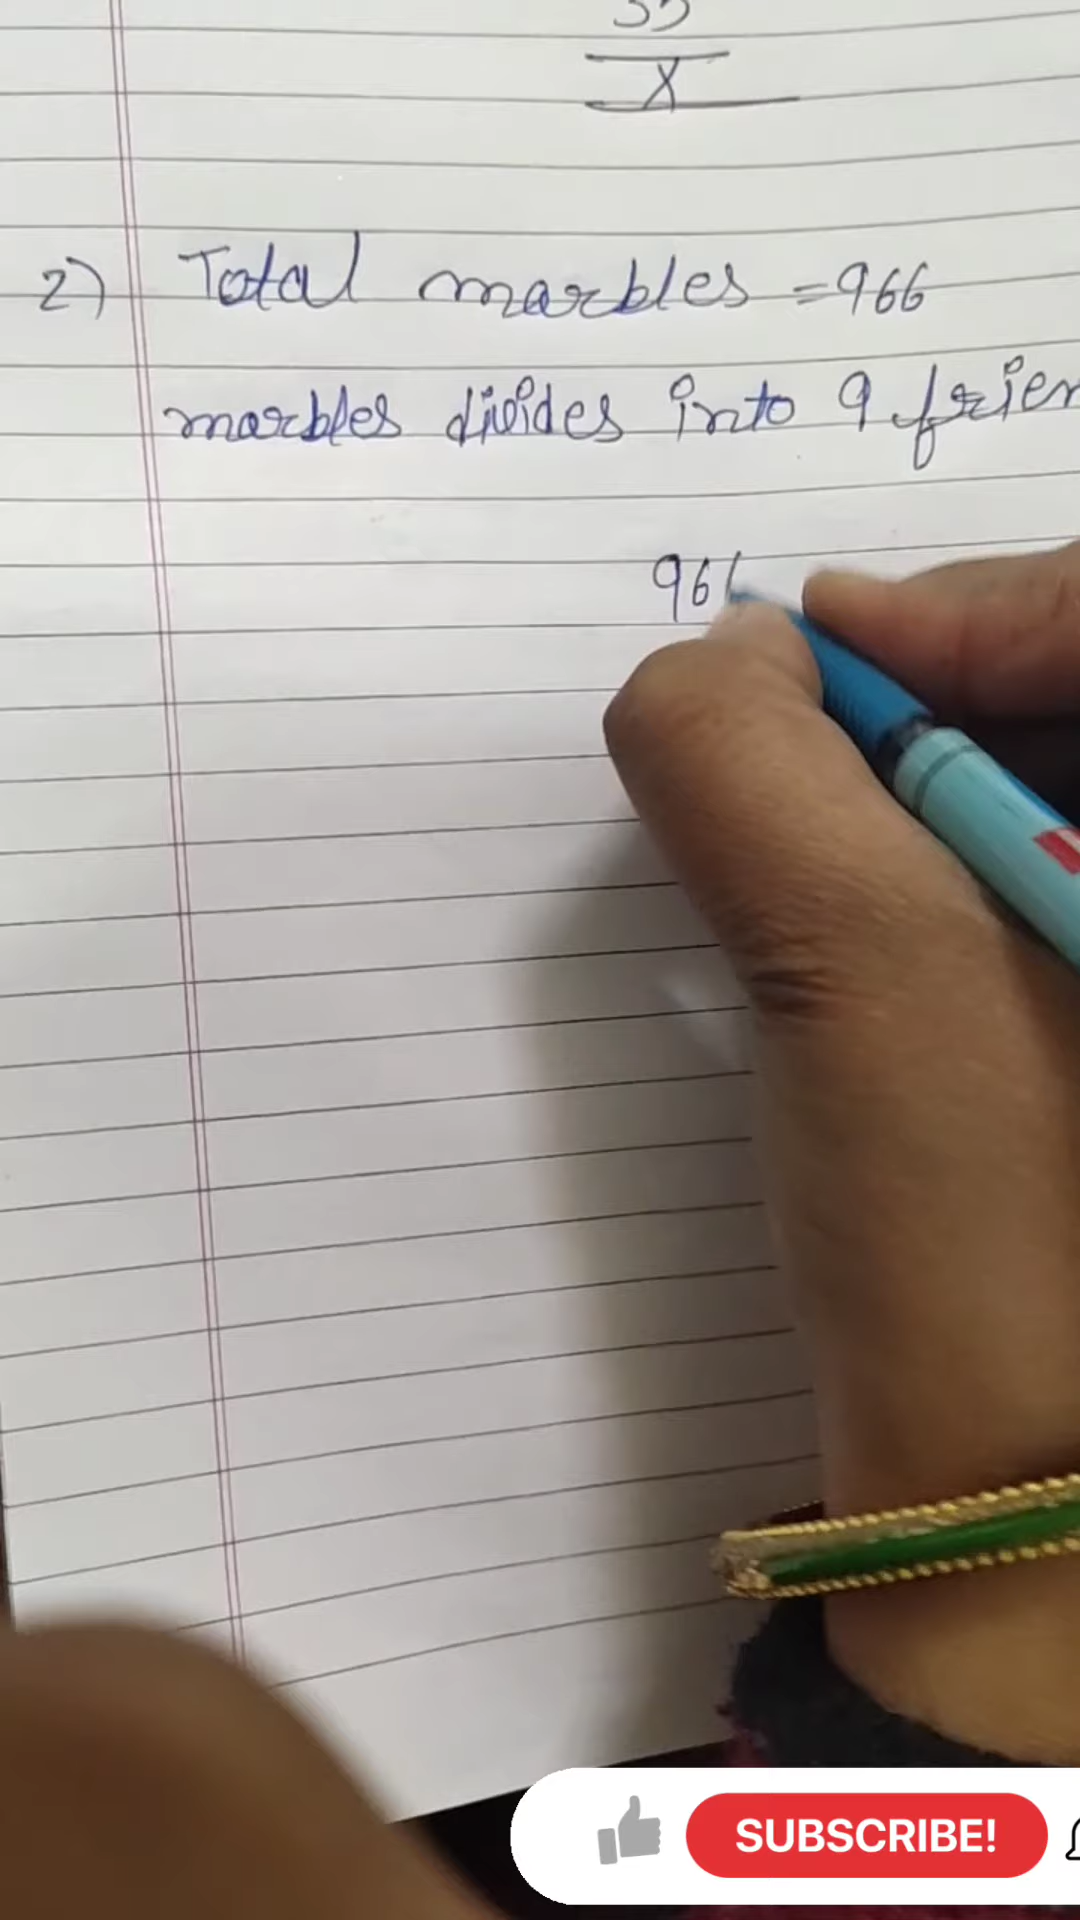 2) Total marbles = 966
marbles divides into 9 frien
96
SUBSCRIBE!